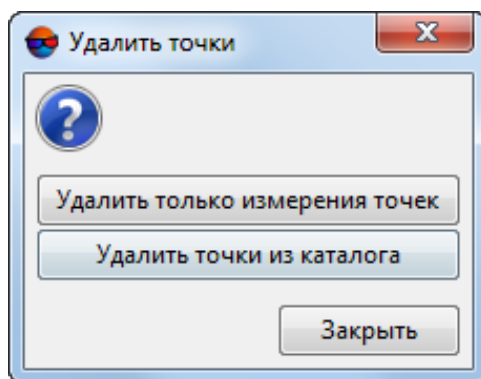 Удалить точки
Удалить только измерения точек
Удалить точки из каталога
Закрыть